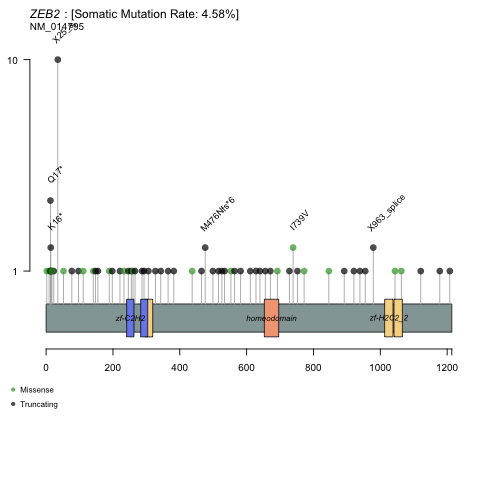 ZEB2 : [Somatic Mutation Rate: 4.58%]
NM_014795
10
Q17*
K16*
M476Nfs*6
I739V
X963_splice
1
zf-C2H2
homeodomain
zf-H2C2_2
0
200
400
600
800
1000
1200
Missense
Truncating